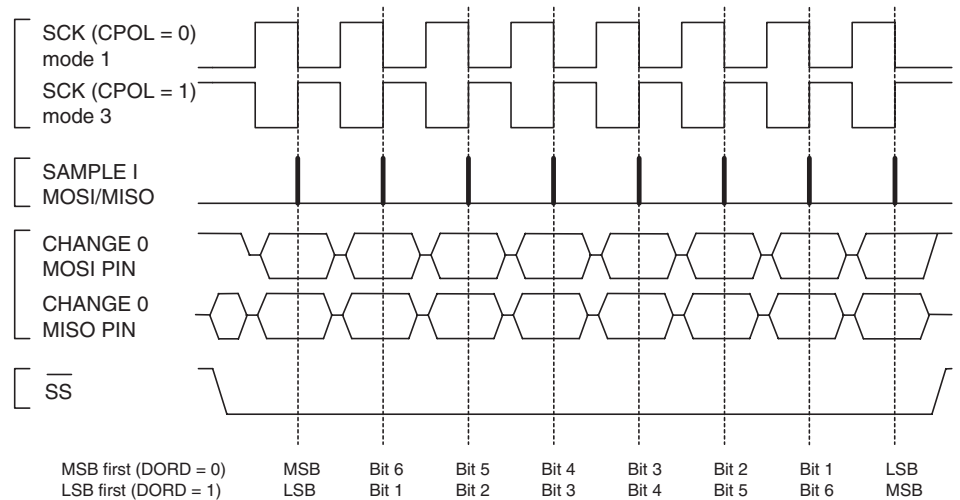 SCK (CPOL = 0)
mode 1
SCK (CPOL = 1)
mode 3
SAMPLE I
MOSI/MISO
CHANGE 0
MOSI PIN
CHANGE 0
MISO PIN
SS
MSB first (DORD = 0) MSB Bit 6 Bit 5 Bit 4 Bit 3 Bit 2 Bit 1 LSB
LSB first (DORD = 1) LSB Bit 1 Bit 2 Bit 3 Bit 4 Bit 5 Bit 6 MSB